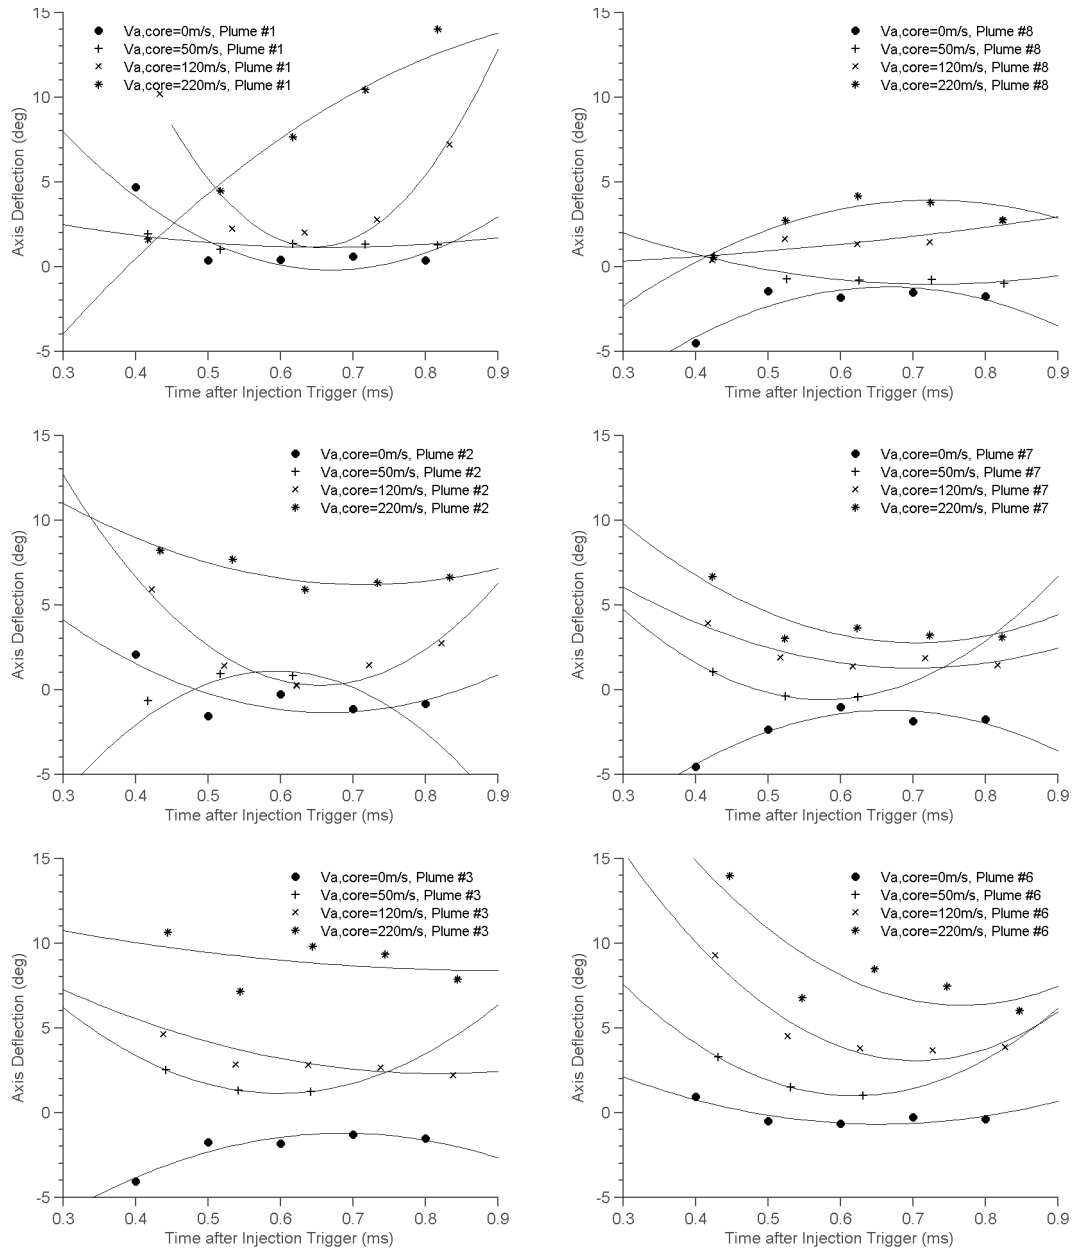 15
10
5
0
-5
Axis Deflection (deg)
Va,core=0m/s, Plume #1
Va,core=50m/s, Plume #1
Va,core=120m/s, Plume #1
Va,core=220m/s, Plume #1
0.3 0.4 0.5 0.6 0.7 0.8 0.9
Time after Injection Trigger (ms)
15
10
5
0
-5
Axis Deflection (deg)
Va,core=0m/s, Plume #8
Va,core=50m/s, Plume #8
Va,core=120m/s, Plume #8
Va,core=220m/s, Plume #8
0.3 0.4 0.5 0.6 0.7 0.8 0.9
Time after Injection Trigger (ms)
15
10
5
0
-5
Axis Deflection (deg)
Va,core=0m/s, Plume #2
Va,core=50m/s, Plume #2
Va,core=120m/s, Plume #2
Va,core=220m/s, Plume #2
0.3 0.4 0.5 0.6 0.7 0.8 0.9
Time after Injection Trigger (ms)
15
10
5
0
-5
Axis Deflection (deg)
Va,core=0m/s, Plume #7
Va,core=50m/s, Plume #7
Va,core=120m/s, Plume #7
Va,core=220m/s, Plume #7
0.3 0.4 0.5 0.6 0.7 0.8 0.9
Time after Injection Trigger (ms)
15
10
5
0
-5
Axis Deflection (deg)
Va,core=0m/s, Plume #3
Va,core=50m/s, Plume #3
Va,core=120m/s, Plume #3
Va,core=220m/s, Plume #3
0.3 0.4 0.5 0.6 0.7 0.8 0.9
Time after Injection Trigger (ms)
15
10
5
0
-5
Axis Deflection (deg)
Va,core=0m/s, Plume #6
Va,core=50m/s, Plume #6
Va,core=120m/s, Plume #6
Va,core=220m/s, Plume #6
0.3 0.4 0.5 0.6 0.7 0.8 0.9
Time after Injection Trigger (ms)